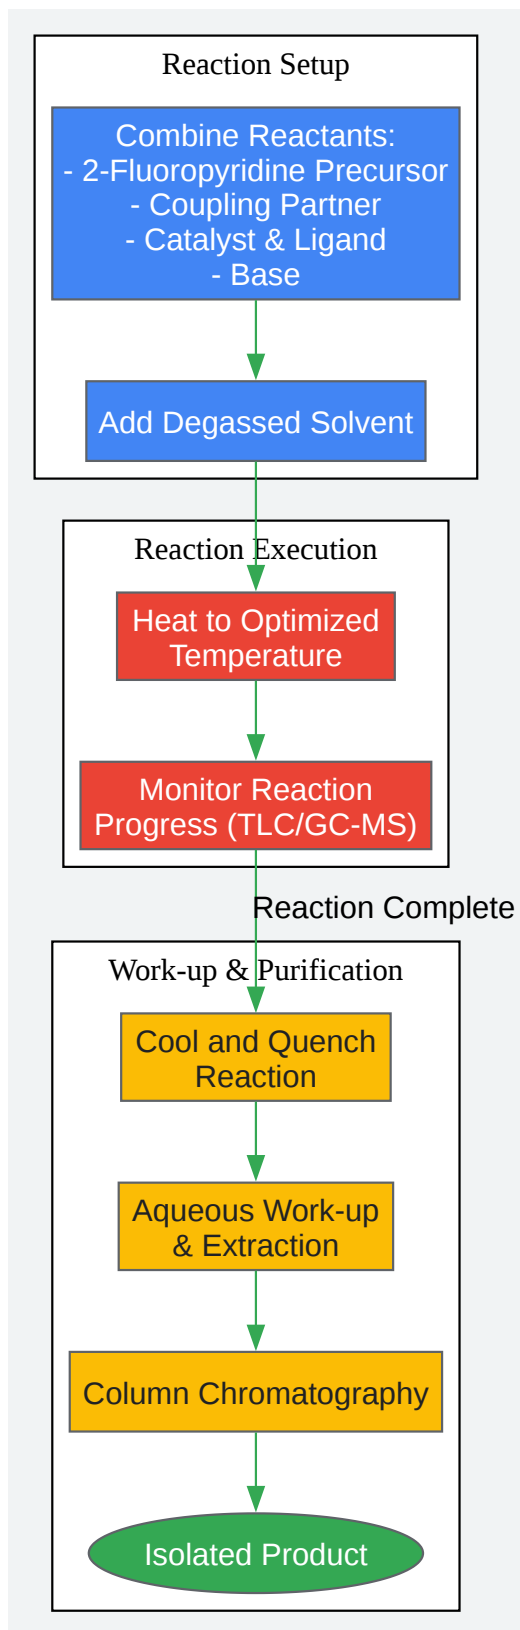 Reaction Setup
Combine Reactants:
- 2-Fluoropyridine Precursor
- Coupling Partner
- Catalyst & Ligand
- Base
Add Degassed Solvent
Reaction Execution
Heat to Optimized
Temperature
Monitor Reaction
Progress (TLC/GC-MS)
Reaction Complete
Work-up & Purification
Cool and Quench
Reaction
Aqueous Work-up
& Extraction
Column Chromatography
Isolated Product